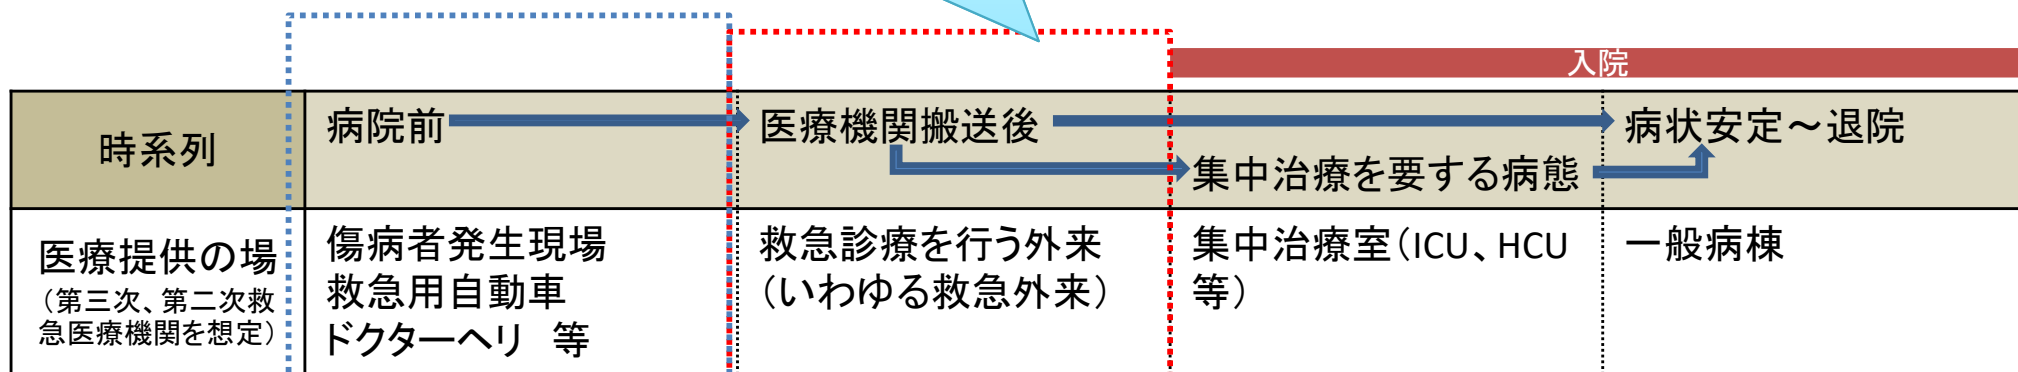 入院
時系列
病院前
医療機関搬送後
集中治療を要する病態
病状安定～退院
医療提供の場
（第三次、第二次救
急医療機関を想定）
傷病者発生現場
救急用自動車
ドクターヘリ　等
救急診療を行う外来
（いわゆる救急外来）
集中治療室（ICU、HCU
等）
一般病棟